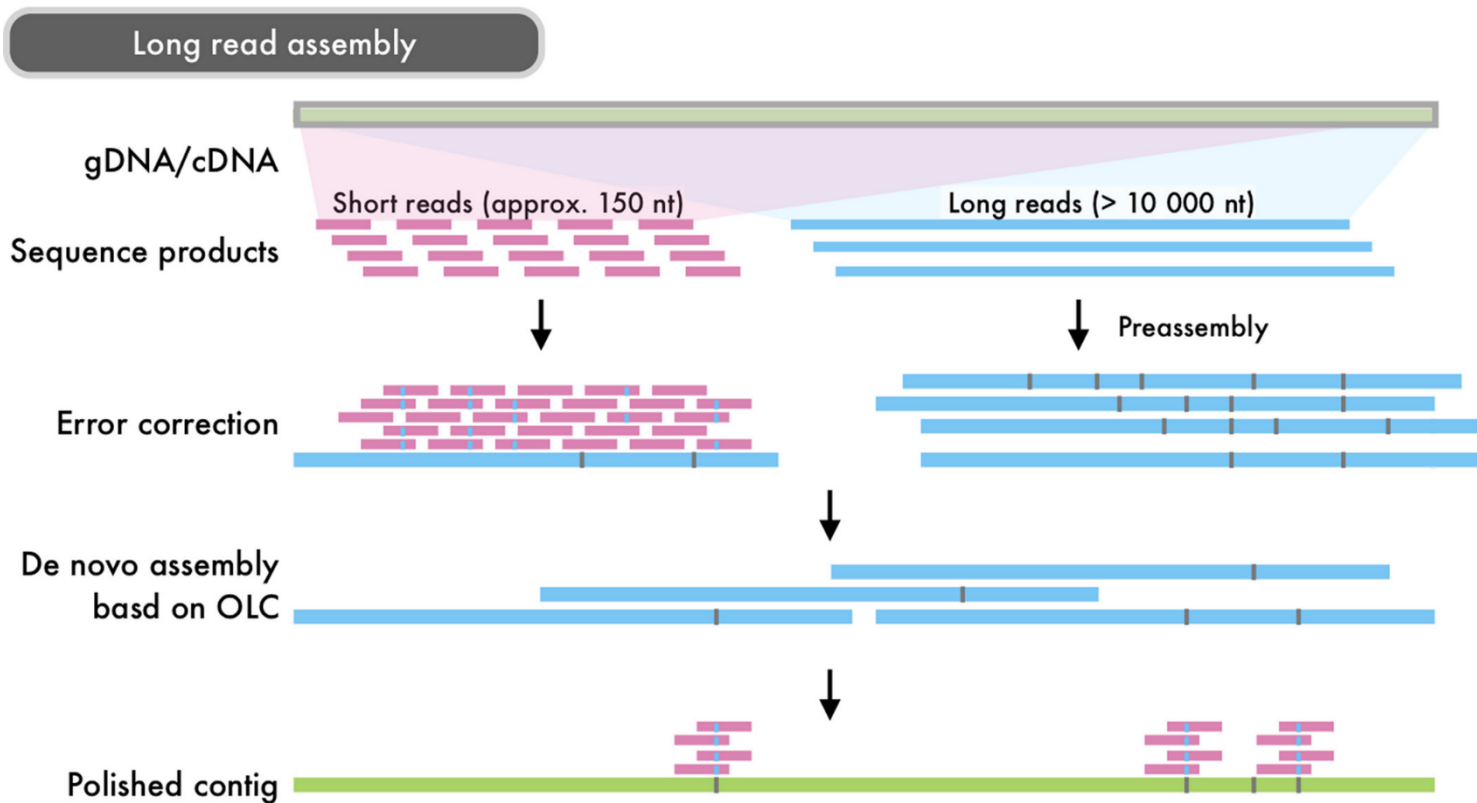 Long read assembly
gDNA/cDNA
Short reads (approx. 150 nt)
Long reads (> 10 000 nt)
Sequence products
Preassembly
Error correction
De novo assembly
basd on OLC
Polished contig